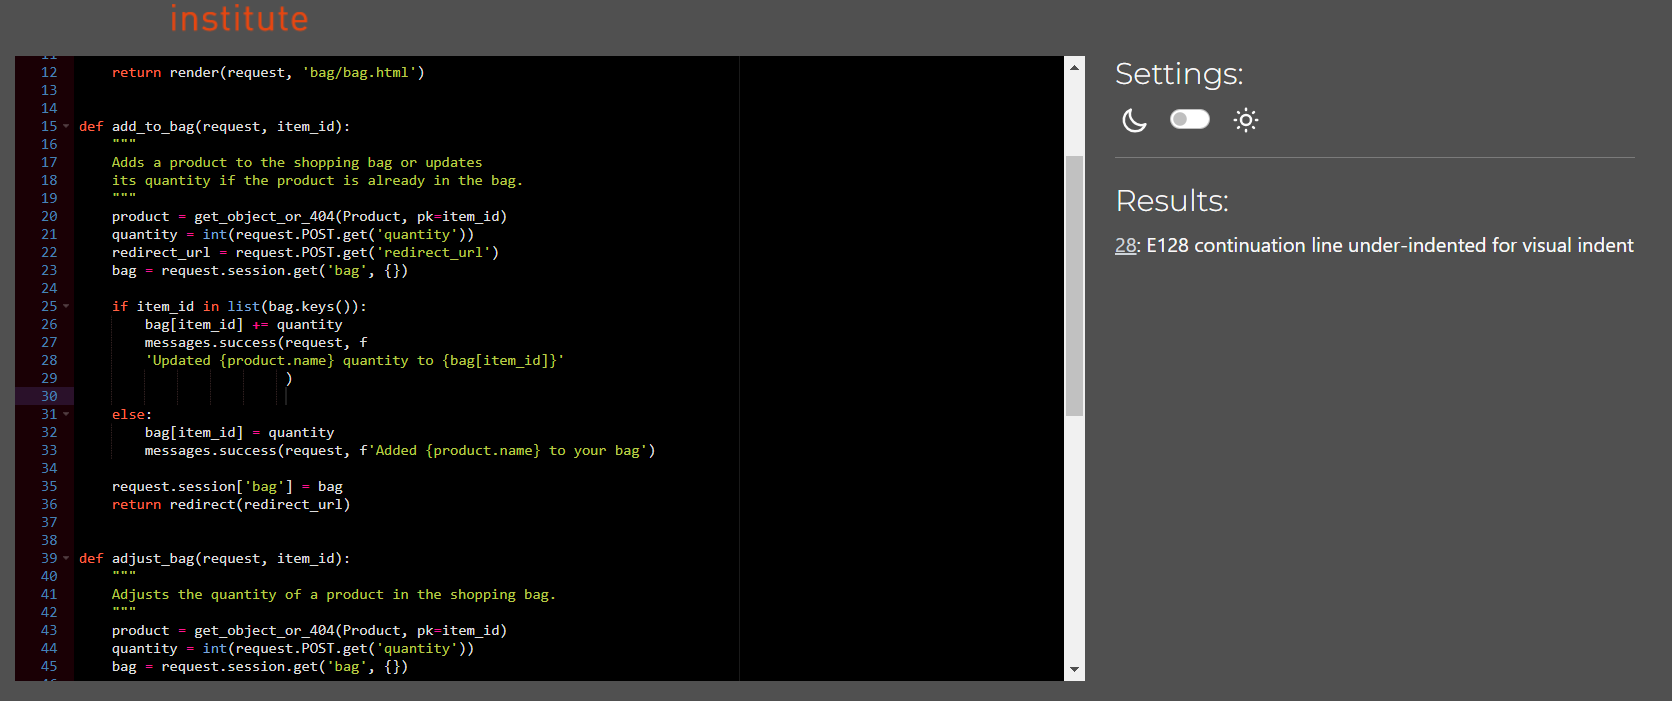 institute
11
12 return render(request, 'bag/bag.html')
13
14
15 def add_to_bag(request, item_id):
16 """
17 Adds a product to the shopping bag or updates
18 its quantity if the product is already in the bag.
19 """
20 product = get_object_or_404(Product, pk=item_id)
21 quantity = int(request.POST.get('quantity'))
22 redirect_url = request.POST.get('redirect_url')
23 bag = request.session.get('bag', {})
24
25 if item_id in list(bag.keys()):
26 bag[item_id] += quantity
27 messages.success(request, f
28 'Updated {product.name} quantity to {bag[item_id]}'
29 )
30
31 else:
32 bag[item_id] = quantity
33 messages.success(request, f'Added {product.name} to your bag')
34
35 request.session['bag'] = bag
36 return redirect(redirect_url)
37
38
39 def adjust_bag(request, item_id):
40 """
41 Adjusts the quantity of a product in the shopping bag.
42 """
43 product = get_object_or_404(Product, pk=item_id)
44 quantity = int(request.POST.get('quantity'))
45 bag = request.session.get('bag', {})
Settings:
Results:
28: E128 continuation line under-indented for visual indent